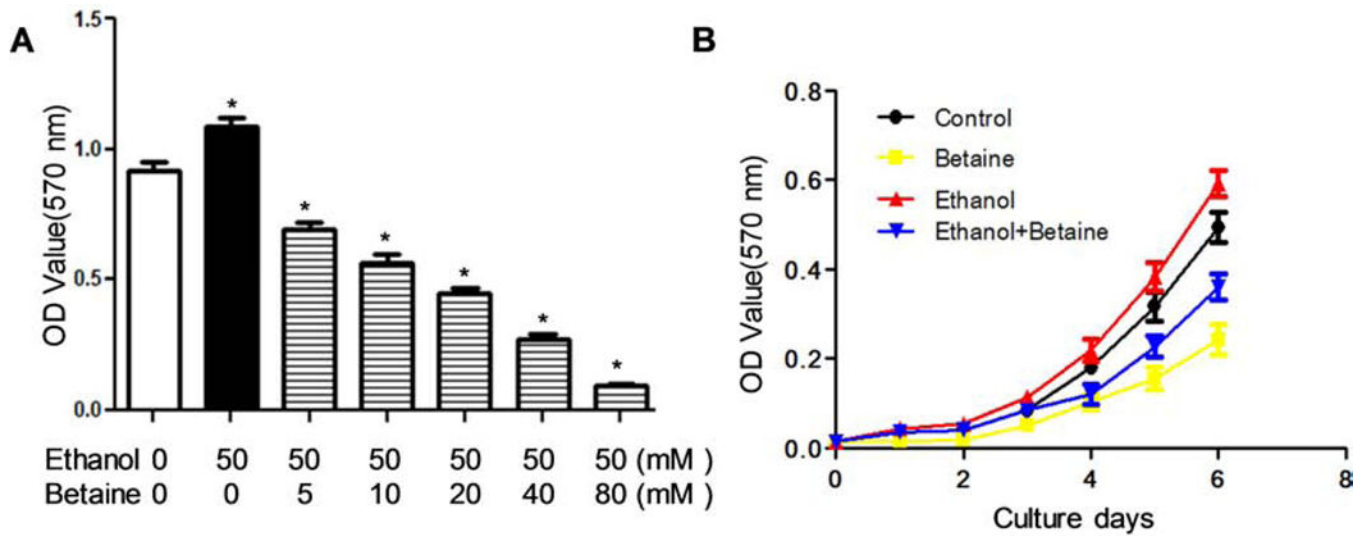 A
OD Value(570 nm)
1.5
1.0
0.5
0.0
*
*
*
*
*
*
Ethanol 0 50 50 50 50 50 50 (mM )
Betaine 0 0 5 10 20 40 80 (mM)
B
OD Value(570 nm)
0.8
0.6
0.4
0.2
0.0
Control
Betaine
Ethanol
Ethanol+Betaine
0 2 4 6 8
Culture days